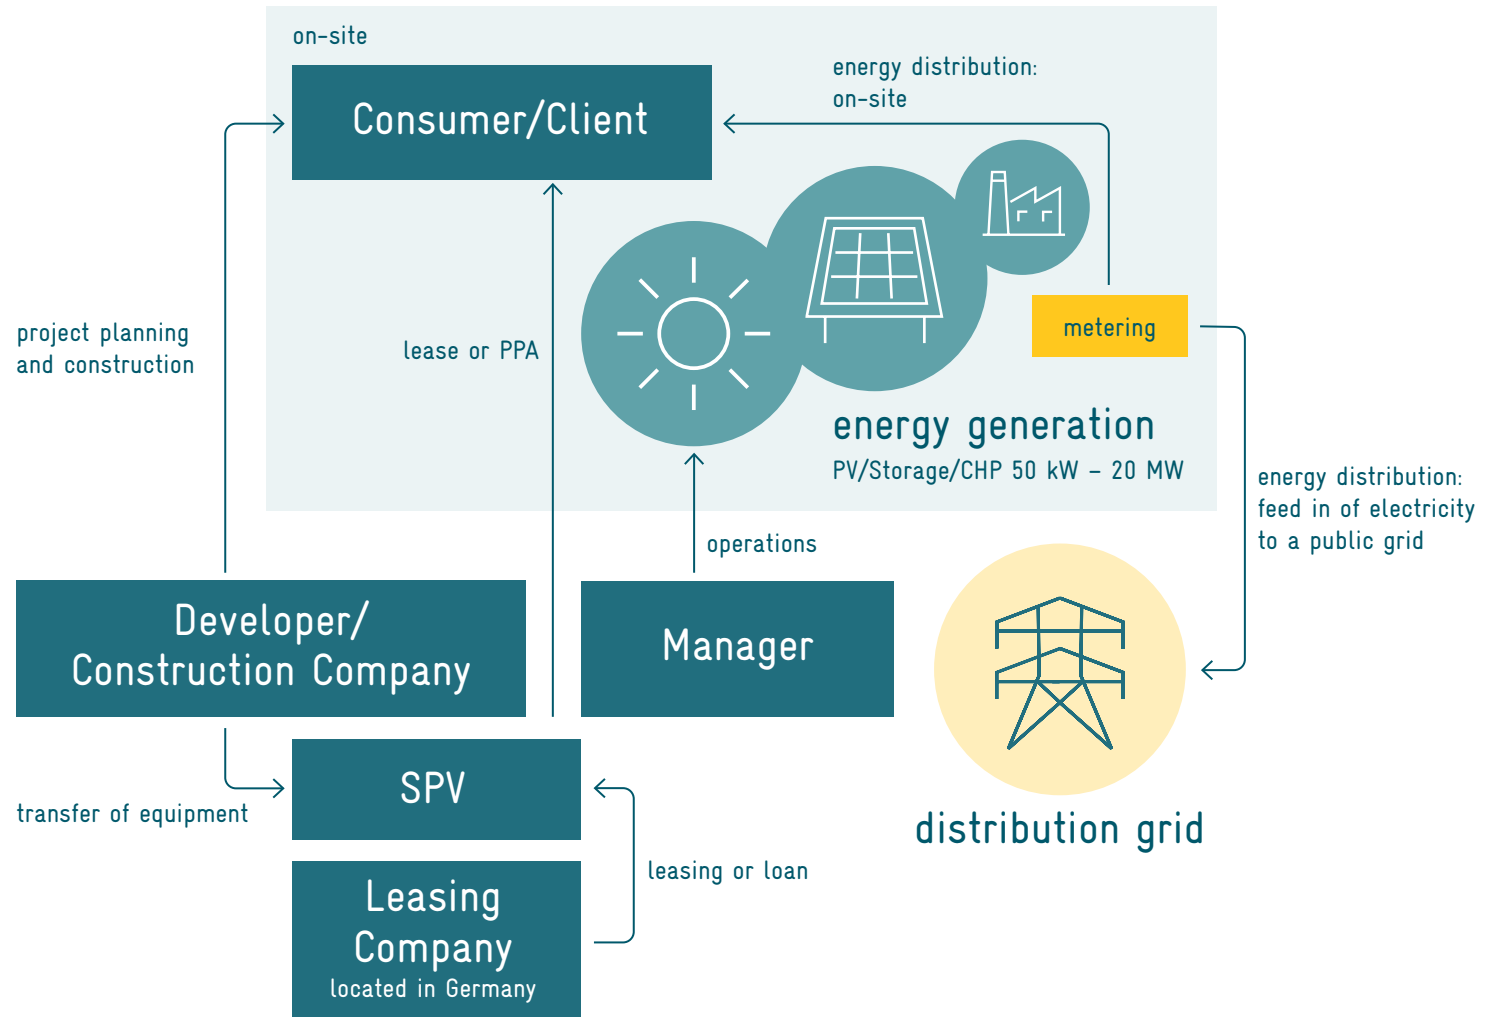 on-site
Consumer/Client
energy distribution:
on-site
project planning
and construction
lease or PPA
metering
energy generation
PV/Storage/CHP 50 kW – 20 MW
energy distribution:
feed in of electricity
to a public grid
operations
Developer/
Construction Company
Manager
transfer of equipment
SPV
distribution grid
leasing or loan
Leasing
Company
located in Germany